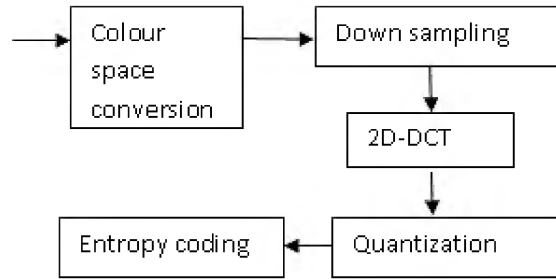 Colour
space
conversion
Down sampling
2D-DCT
Quantization
Entropy coding